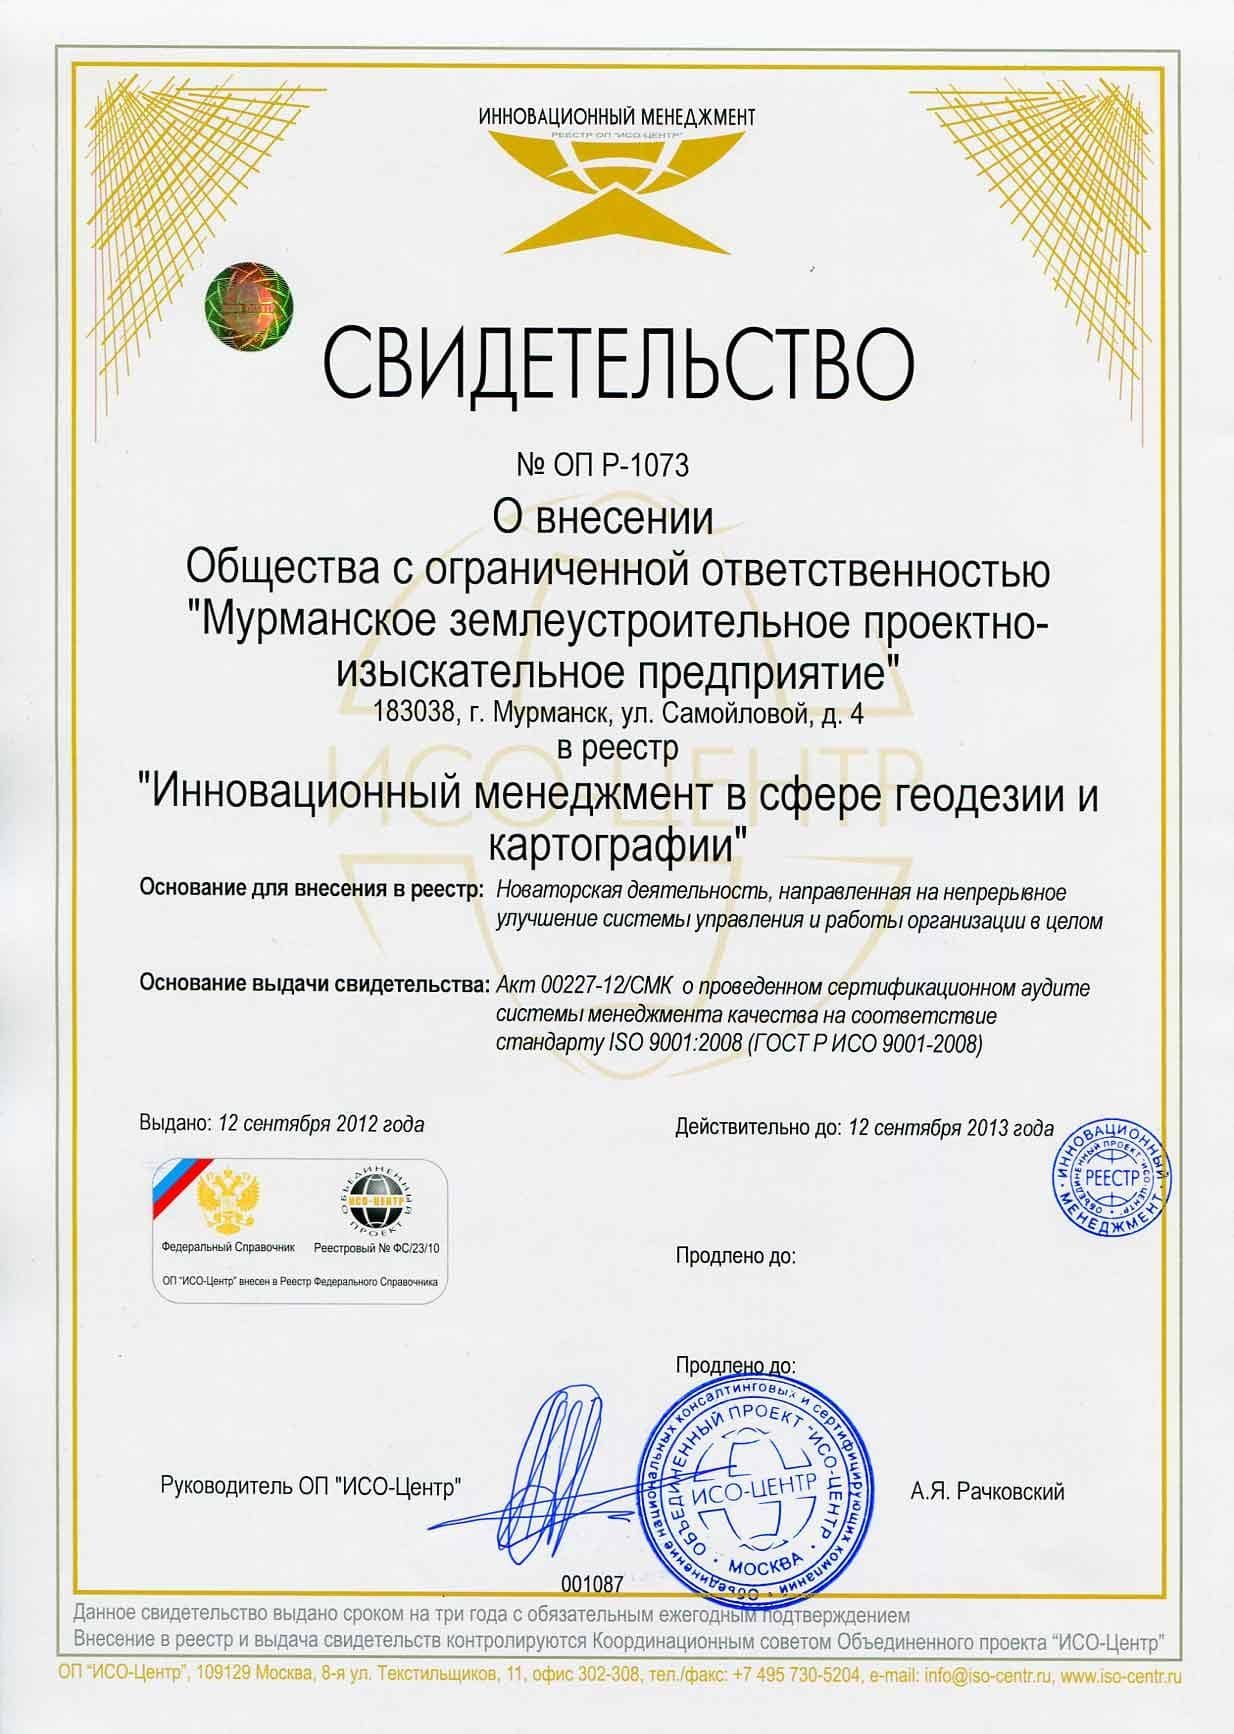 ИННОВАЦИОННЫЙ МЕНЕДЖМЕНТ
РЕЕСТР ОП "ИСО-ЦЕНТР"
СВИДЕТЕЛЬСТВО
№ ОП Р-1073
О внесении
Общества с ограниченной ответственностью
"Мурманское землеустроительное проектно-
изыскательное предприятие"
183038, г. Мурманск, ул. Самойловой, д. 4
в реестр
ИСО-ЦЕНТР
"Инновационный менеджмент в сфере геодезии и
картографии"
Основание для внесения в реестр: Новаторская деятельность, направленная на непрерывное
улучшение системы управления и работы организации в целом
Основание выдачи свидетельства: Акт 00227-12/СМК о проведенном сертификационном аудите
системы менеджмента качества на соответствие
стандарту ISO 9001:2008 (ГОСТ Р ИСО 9001-2008)
Выдано: 12 сентября 2012 года
Действительно до: 12 сентября 2013 года
ИННОВАЦИОННЫЙ МЕНЕДЖМЕНТ
ОБЪЕДИНЕННЫЙ ПРОЕКТ "ИСО-ЦЕНТР"
РЕЕСТР
ОБЪЕДИНЕННЫЙ ПРОЕКТ
ИСО-ЦЕНТР
Федеральный Справочник Реестровый № ФС/23/10
ОП "ИСО-Центр" внесен в Реестр Федерального Справочника
Продлено до:
Продлено до:
Руководитель ОП "ИСО-Центр"
Объединение национальных консалтинговых и сертифицирующих компаний
ОБЪЕДИНЕННЫЙ ПРОЕКТ "ИСО-ЦЕНТР"
ИСО-ЦЕНТР
МОСКВА
А.Я. Рачковский
001087
Данное свидетельство выдано сроком на три года с обязательным ежегодным подтверждением
Внесение в реестр и выдача свидетельств контролируются Координационным советом Объединенного проекта "ИСО-Центр"
ОП "ИСО-Центр", 109129 Москва, 8-я ул. Текстильщиков, 11, офис 302-308, тел./факс: +7 495 730-5204, e-mail: info@iso-centr.ru, www.iso-centr.ru